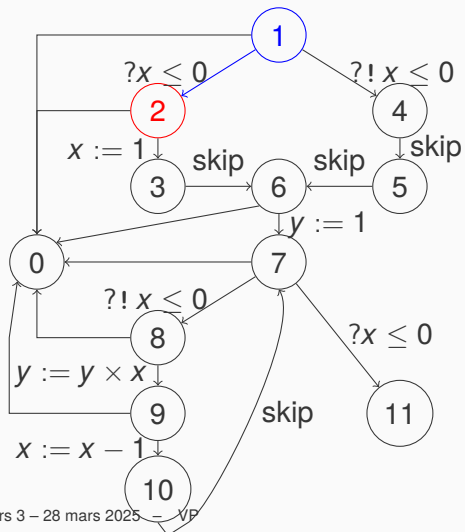 1
?x ≤ 0
?! x ≤ 0
2
4
x := 1
skip
skip
skip
3
6
5
y := 1
0
7
?! x ≤ 0
8
?x ≤ 0
y := y × x
9
skip
11
x := x − 1
10
rs 3 – 28 mars 2025 – VP